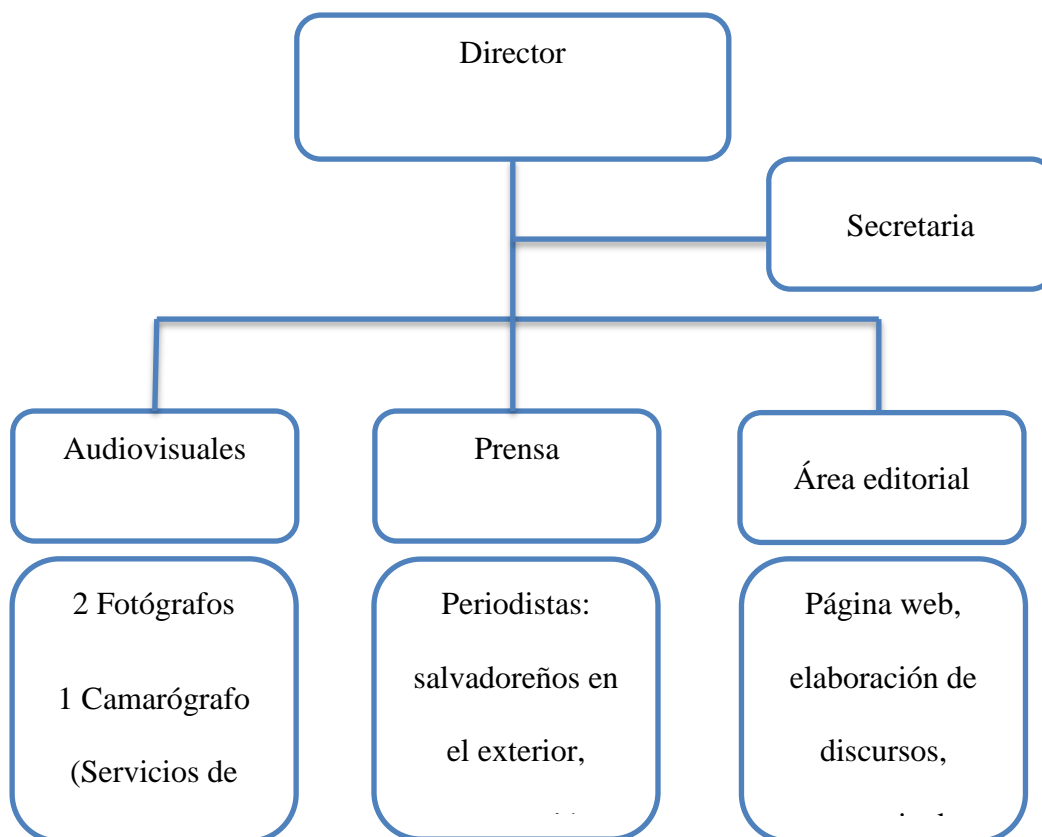 Director
Secretaria
Audiovisuales
Prensa
Área editorial
2 Fotógrafos
1 Camarógrafo
(Servicios de
Periodistas:
salvadoreños en
el exterior,
Página web,
elaboración de
discursos,